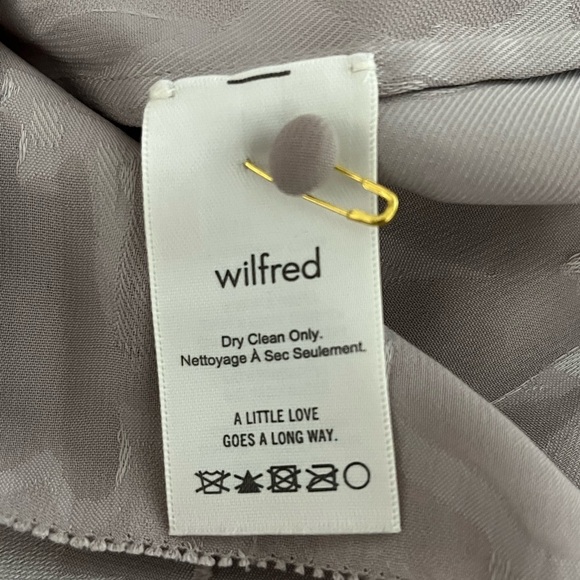 wilfred
Dry Clean Only.
Nettoyage À Sec Seulement.
A LITTLE LOVE
GOES A LONG WAY.